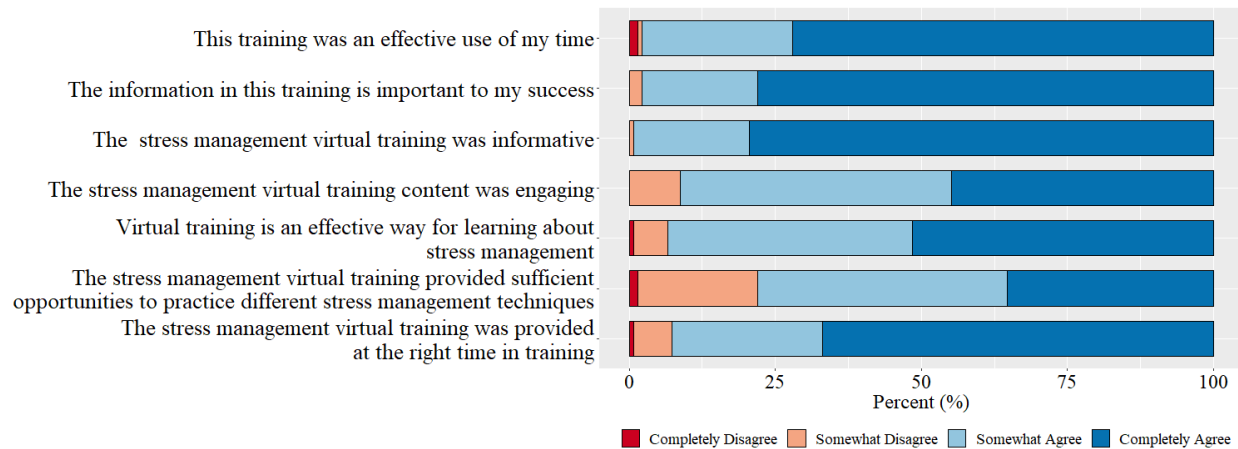 This training was an effective use of my time
The information in this training is important to my success
The  stress management virtual training was informative
The stress management virtual training content was engaging
Virtual training is an effective way for learning about
stress management
The stress management virtual training provided sufficient
opportunities to practice different stress management techniques
The stress management virtual training was provided
at the right time in training
0 25 50 75 100
Percent (%)
Completely Disagree Somewhat Disagree Somewhat Agree Completely Agree